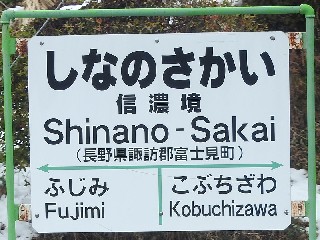 しなのさかい
信濃境
Shinano-Sakai
(長野県諏訪郡富士見町)
ふじみ こぶちざわ
Fujimi Kobuchizawa